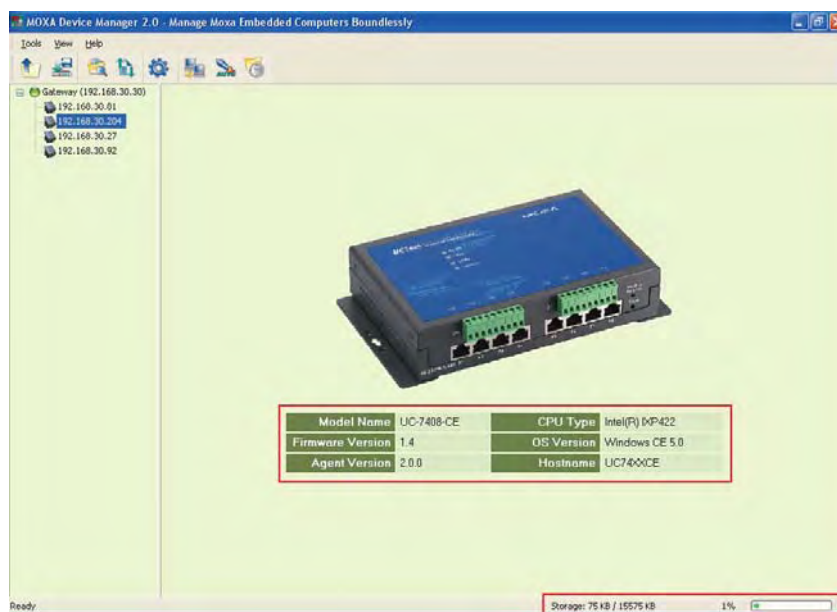 MOXA Device Manager 2.0 - Manage Moxa Embedded Computers Boundlessly
Tools View Help
Gateway (192.168.30.30)
192.168.30.81
192.168.30.204
192.168.30.27
192.168.30.92
Model Name UC-7408-CE CPU Type Intel(R) IXP422
Firmware Version 1.4 OS Version Windows CE 5.0
Agent Version 2.0.0 Hostname UC74XXCE
Ready Storage: 75 KB / 15575 KB 1%